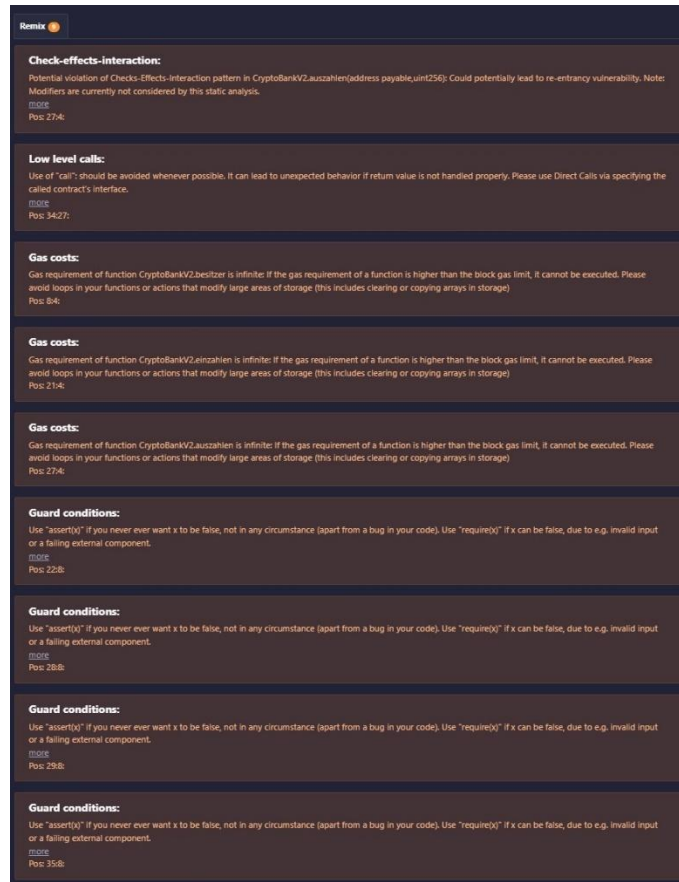 Remix 9
Check-effects-interaction:
Potential violation of Checks-Effects-Interaction pattern in CryptoBankV2.auszahlen(address payable,uint256): Could potentially lead to re-entrancy vulnerability. Note:
Modifiers are currently not considered by this static analysis.
more
Pos: 27:4:
Low level calls:
Use of "call": should be avoided whenever possible. It can lead to unexpected behavior if return value is not handled properly. Please use Direct Calls via specifying the
called contract's interface.
more
Pos: 34:27:
Gas costs:
Gas requirement of function CryptoBankV2.besitzer is infinite: If the gas requirement of a function is higher than the block gas limit, it cannot be executed. Please
avoid loops in your functions or actions that modify large areas of storage (this includes clearing or copying arrays in storage)
Pos: 8:4:
Gas costs:
Gas requirement of function CryptoBankV2.einzahlen is infinite: If the gas requirement of a function is higher than the block gas limit, it cannot be executed. Please
avoid loops in your functions or actions that modify large areas of storage (this includes clearing or copying arrays in storage)
Pos: 21:4:
Gas costs:
Gas requirement of function CryptoBankV2.auszahlen is infinite: If the gas requirement of a function is higher than the block gas limit, it cannot be executed. Please
avoid loops in your functions or actions that modify large areas of storage (this includes clearing or copying arrays in storage)
Pos: 27:4:
Guard conditions:
Use "assert(x)" if you never ever want x to be false, not in any circumstance (apart from a bug in your code). Use "require(x)" if x can be false, due to e.g. invalid input
or a failing external component.
more
Pos: 22:8:
Guard conditions:
Use "assert(x)" if you never ever want x to be false, not in any circumstance (apart from a bug in your code). Use "require(x)" if x can be false, due to e.g. invalid input
or a failing external component.
more
Pos: 28:8:
Guard conditions:
Use "assert(x)" if you never ever want x to be false, not in any circumstance (apart from a bug in your code). Use "require(x)" if x can be false, due to e.g. invalid input
or a failing external component.
more
Pos: 29:8:
Guard conditions:
Use "assert(x)" if you never ever want x to be false, not in any circumstance (apart from a bug in your code). Use "require(x)" if x can be false, due to e.g. invalid input
or a failing external component.
more
Pos: 35:8: